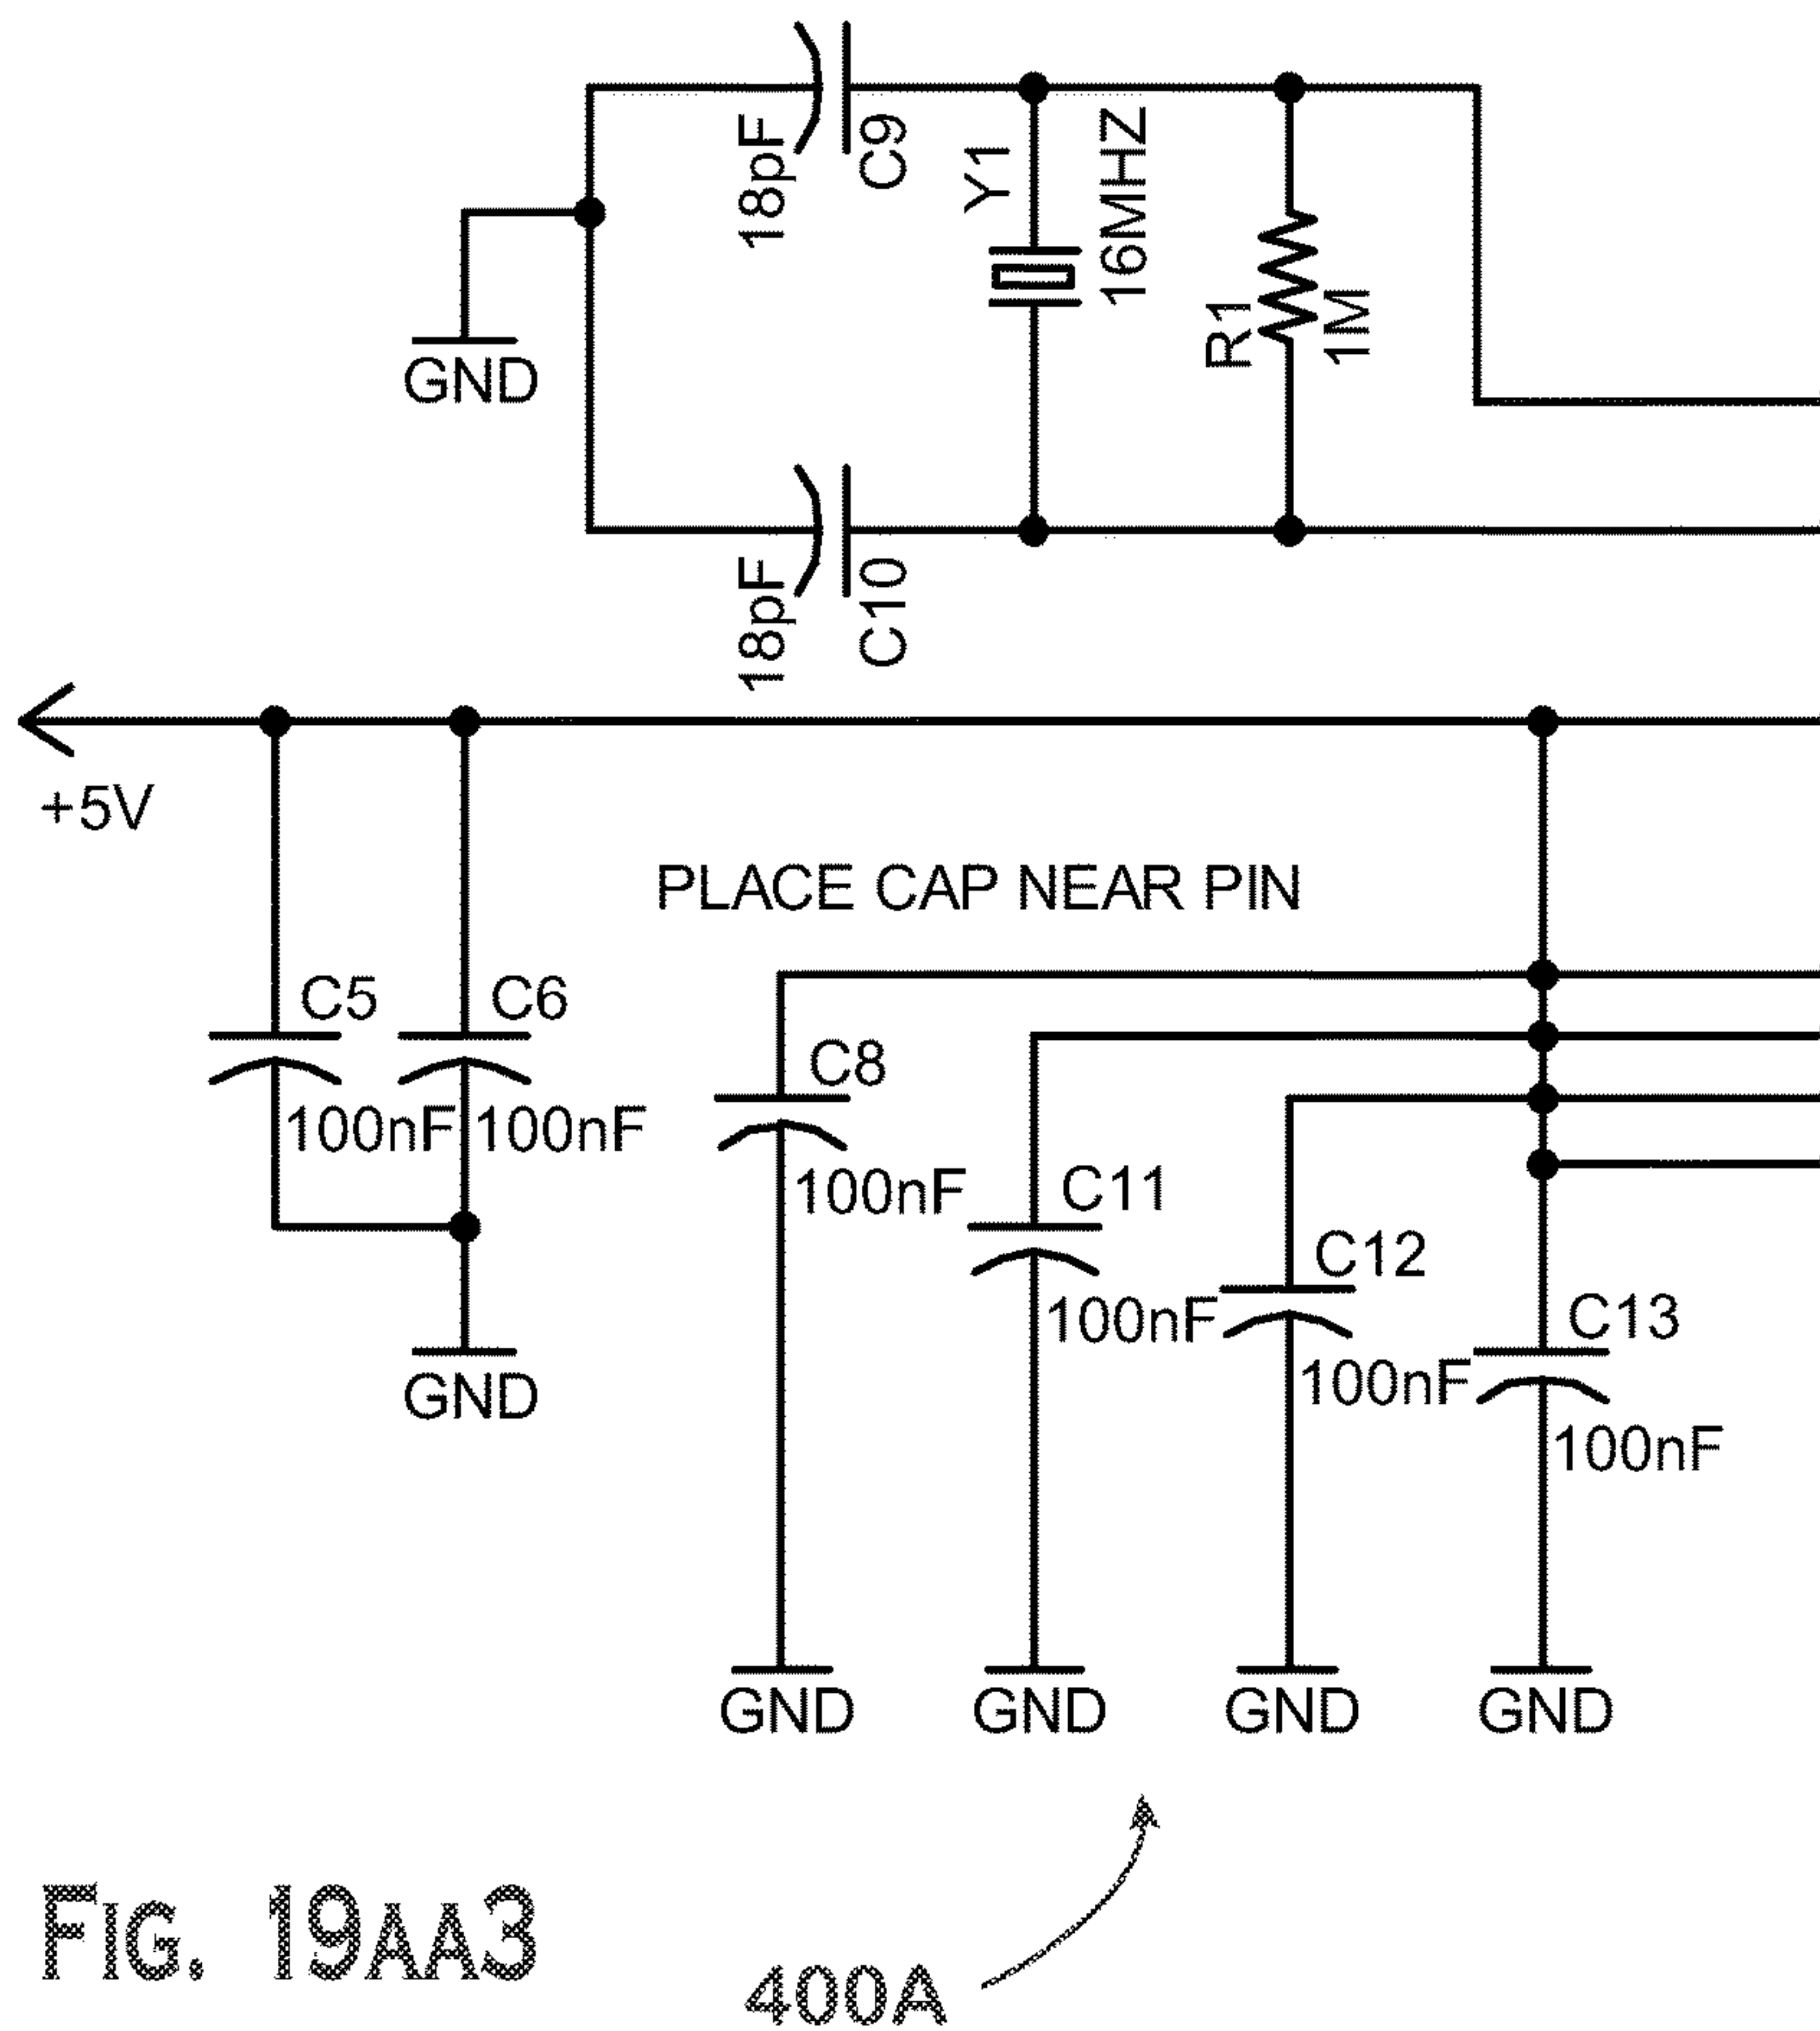 18pF
C9
Y1
16MHZ
R1
1M
GND
18pF
C10
+5V
PLACE CAP NEAR PIN
C5
C6
100nF
100nF
C8
100nF
C11
100nF
C12
100nF
C13
100nF
GND
GND
GND
GND
GND
FIG. 19AA3
400A